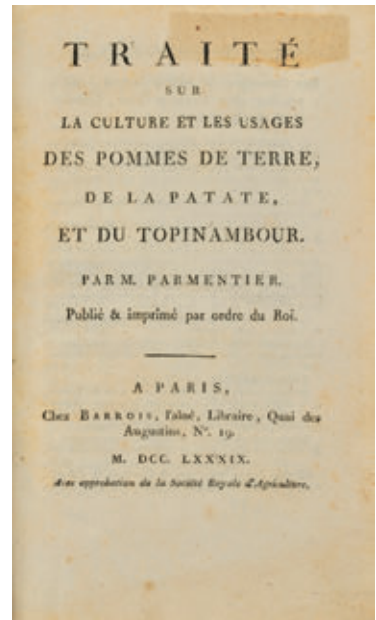 TRAITÉ
SUR
LA CULTURE ET LES USAGES
DES POMMES DE TERRE,
DE LA PATATE,
ET DU TOPINAMBOUR.
PAR M. PARMENTIER.
Publié & imprimé par ordre du Roi.
A PARIS,
Chez BARROIS, l'aîné, Libraire, Quai des
Augustins, N°. 19.
M. DCC. LXXXIX.
Avec approbation de la Société Royale d'Agriculture.